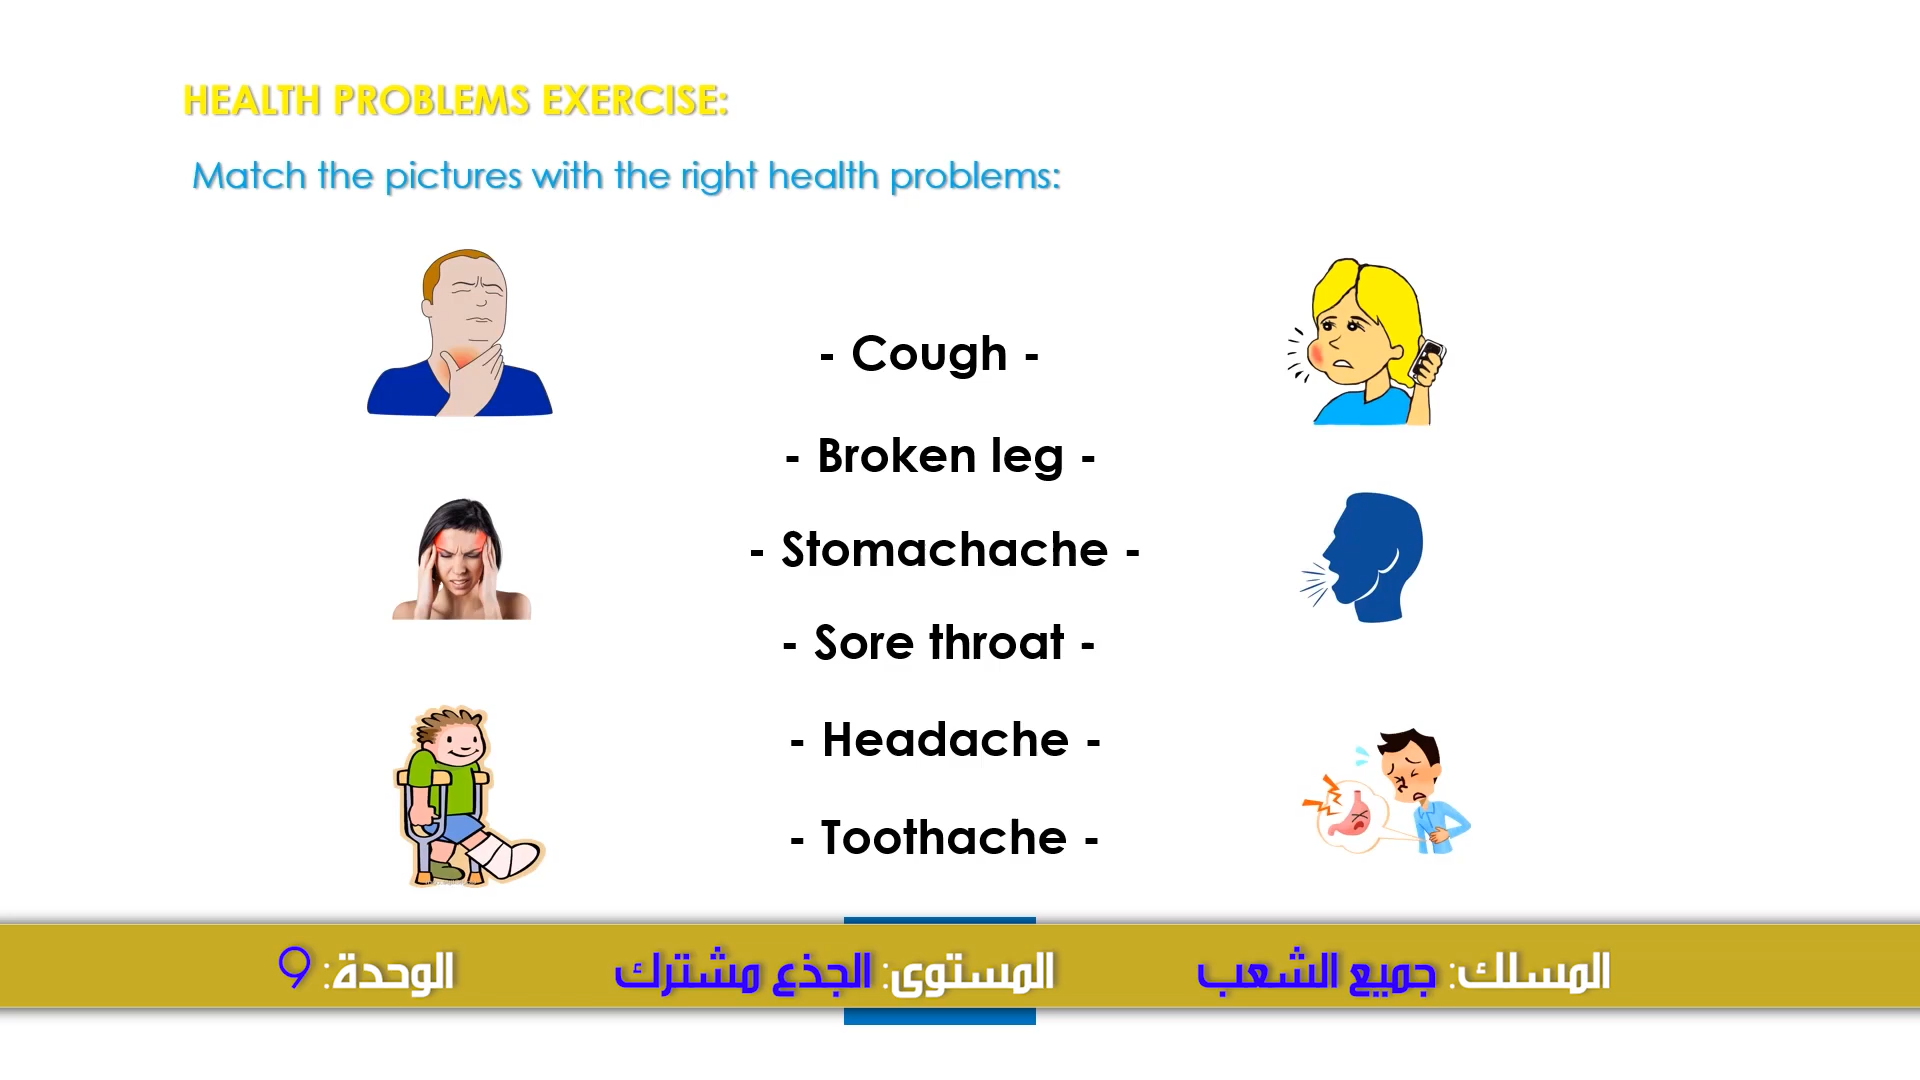 HEALTH PROBLEMS EXERCISE:
Match the pictures with the right health problems:
- Cough -
- Broken leg -
- Stomachache -
- Sore throat -
- Headache -
- Toothache -
المسلك: جميع الشعب
المستوى: الجذع مشترك
الوحدة: 9